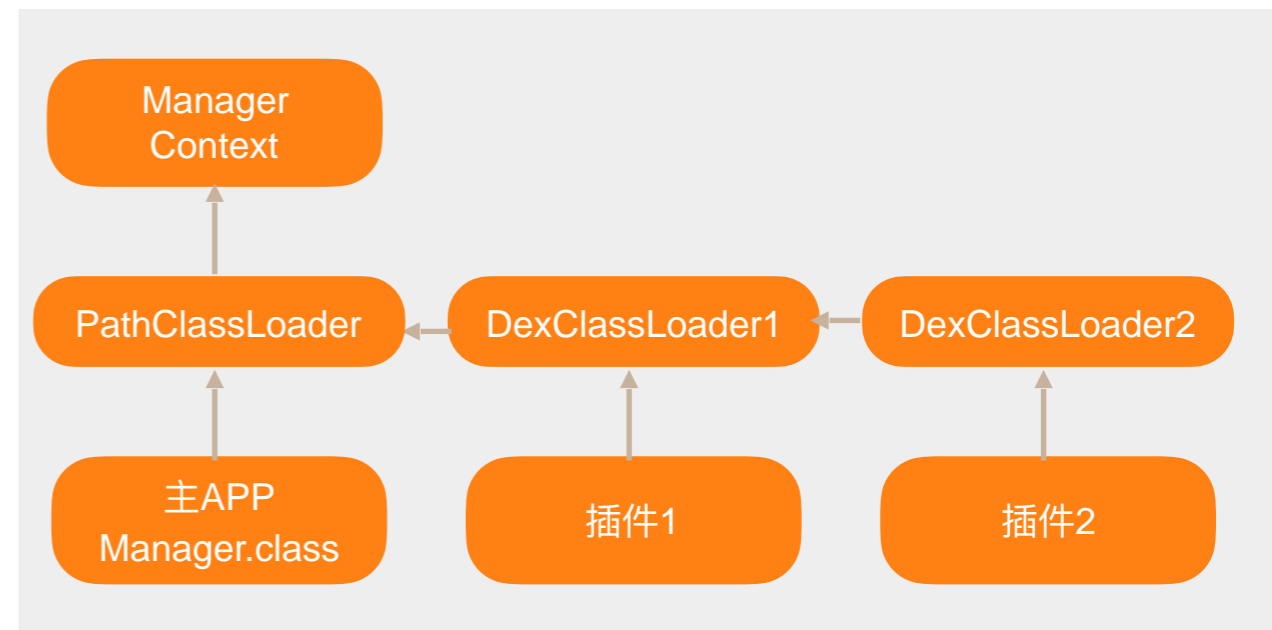 Manager
Context
PathClassLoader
DexClassLoader1
DexClassLoader2
主APP
Manager.class
插件1
插件2